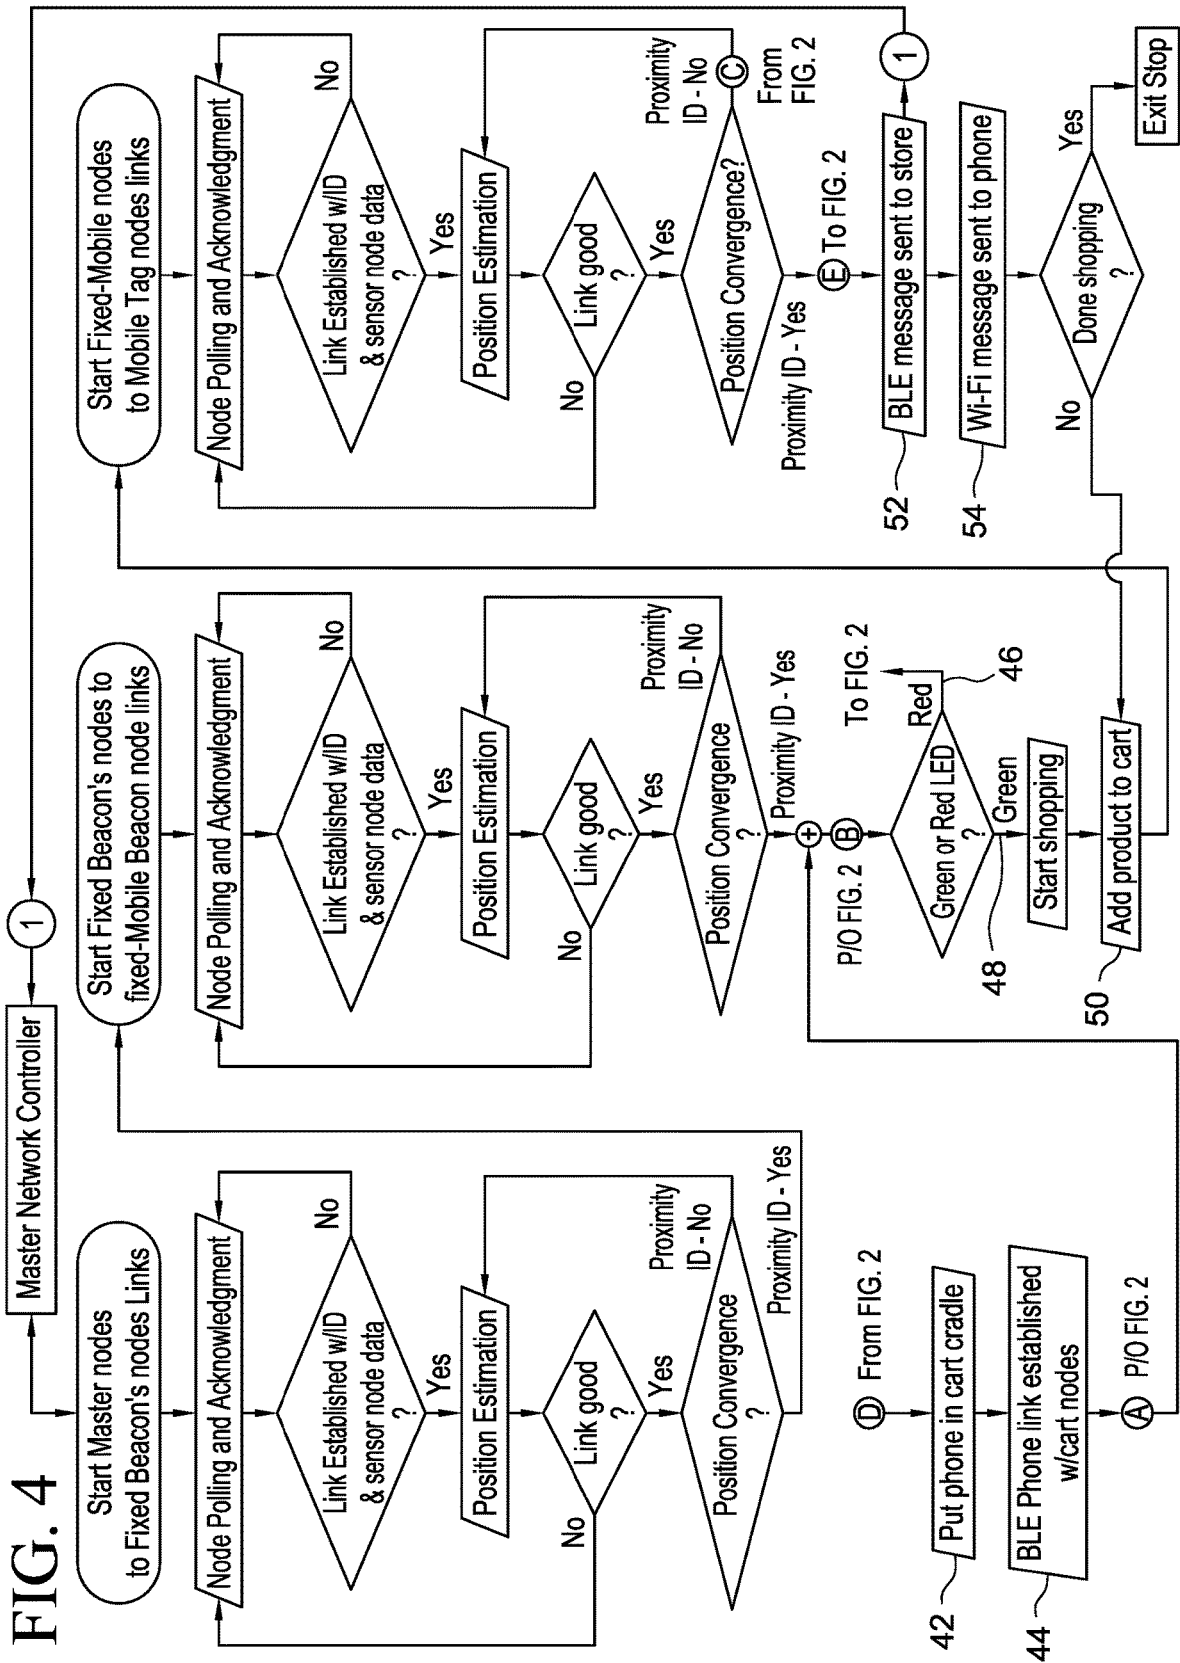 FIG. 4
Master Network Controller
1
Start Master nodes
to Fixed Beacon's nodes Links
Node Polling and Acknowledgment
Link Established w/ID
& sensor node data
?
No
Yes
Position Estimation
Link good
?
No
Yes
Position Convergence
?
Proximity
ID - No
Proximity ID - Yes
Start Fixed Beacon's nodes to
fixed-Mobile Beacon node links
Node Polling and Acknowledgment
Link Established w/ID
& sensor node data
?
No
Yes
Position Estimation
Link good
?
No
Yes
Position Convergence
?
Proximity
ID - No
Proximity ID - Yes
+
P/O FIG. 2
B
Green or Red LED
?
Red
To FIG. 2
46
Green
48
Start shopping
Add product to cart
50
Start Fixed-Mobile nodes
to Mobile Tag nodes links
Node Polling and Acknowledgment
Link Established w/ID
& sensor node data
?
No
Yes
Position Estimation
Link good
?
No
Yes
Position Convergence?
Proximity
ID - No
C
From
FIG. 2
Proximity ID - Yes
E
To FIG. 2
BLE message sent to store
52
1
Wi-Fi message sent to phone
54
Done shopping
?
No
Yes
Exit Stop
D
From FIG. 2
Put phone in cart cradle
42
BLE Phone link established
w/cart nodes
44
A
P/O FIG. 2